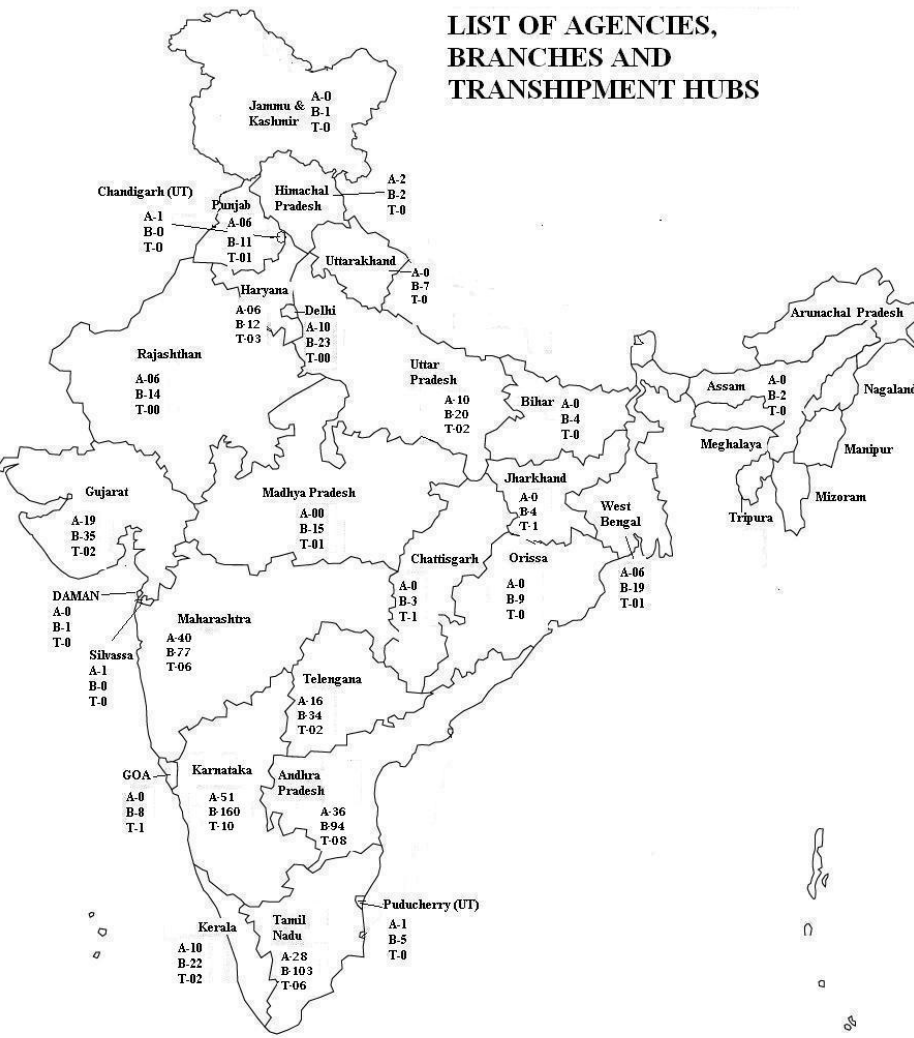 LIST OF AGENCIES,
BRANCHES AND
TRANSHIPMENT HUBS
Jammu &
Kashmir
A-0
B-1
T-0
Chandigarh (UT)
A-1
B-0
T-0
Punjab
A-06
B-11
T-01
Himachal
Pradesh
A-2
B-2
T-0
Uttarakhand
A-0
B-7
T-0
Haryana
A-06
B-12
T-03
Delhi
A-10
B-23
T-00
Rajashthan
A-06
B-14
T-00
Uttar
Pradesh
A-10
B-20
T-02
Bihar
A-0
B-4
T-0
Arunachal Pradesh
Assam
A-0
B-2
T-0
Nagaland
Meghalaya
Manipur
Mizoram
Tripura
Gujarat
A-19
B-35
T-02
Madhya Pradesh
A-00
B-15
T-01
Jharkhand
A-0
B-4
T-1
West
Bengal
A-06
B-19
T-01
Chattisgarh
A-0
B-3
T-1
Orissa
A-0
B-9
T-0
DAMAN
A-0
B-1
T-0
Silvassa
A-1
B-0
T-0
Maharashtra
A-40
B-77
T-06
Telengana
A-16
B-34
T-02
GOA
A-0
B-8
T-1
Karnataka
A-51
B-160
T-10
Andhra
Pradesh
A-36
B-94
T-08
Kerala
A-10
B-22
T-02
Tamil
Nadu
A-28
B-103
T-06
Puducherry (UT)
A-1
B-5
T-0